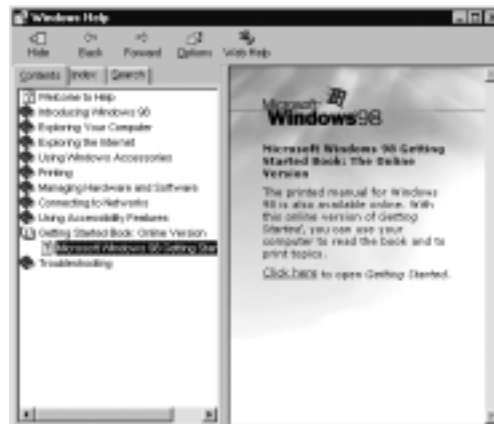 Windows Help
Hide Back Forward Options Web Help
Contents Index Search
Welcome to Help
Introducing Windows 98
Exploring Your Computer
Exploring the Internet
Using Windows Accessories
Printing
Managing Hardware and Software
Connecting to Networks
Using Accessibility Features
Getting Started Book: Online Version
Microsoft Windows 98 Getting Star
Troubleshooting
Microsoft
Windows98
Microsoft Windows 98 Getting
Started Book: The Online
Version
The printed manual for Windows
98 is also available online. With
this online version of Getting
Started', you can use your
computer to read the book and to
print topics.
Click here to open Getting Started.